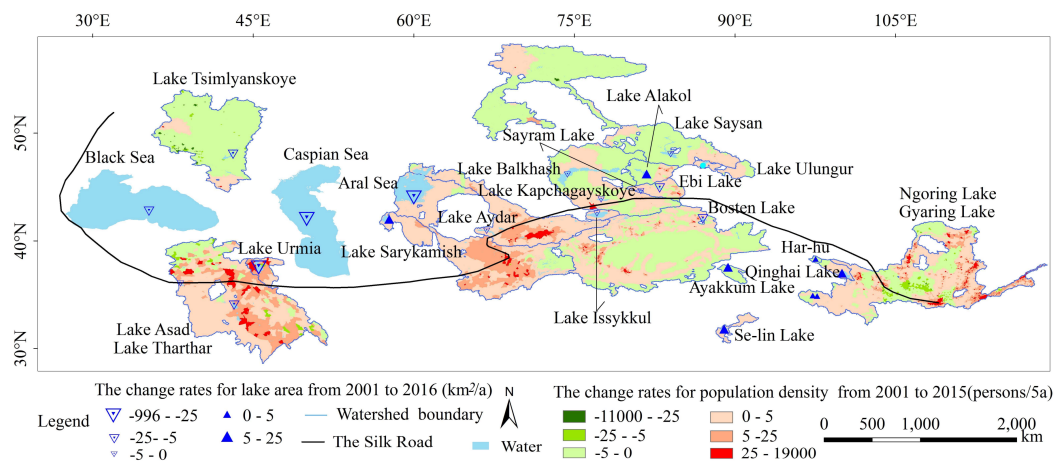 30°E 45°E 60°E 75°E 90°E 105°E
50°N
40°N
30°N
Lake Tsimlyanskoye
Black Sea
Caspian Sea
Aral Sea
Lake Alakol
Lake Saysan
Sayram Lake
Lake Balkhash
Lake Ulungur
Lake Kapchagayskoye
Ebi Lake
Bosten Lake
Lake Aydar
Lake Urmia
Lake Sarykamish
Ngoring Lake
Gyaring Lake
Har-hu
Qinghai Lake
Ayakkum Lake
Lake Issykkul
Se-lin Lake
Lake Asad
Lake Tharthar
The change rates for lake area from 2001 to 2016 (km²/a)
Legend
-996 - -25
-25 - -5
-5 - 0
0 - 5
5 - 25
Watershed boundary
The Silk Road
N
Water
The change rates for population density from 2001 to 2015(persons/5a)
-11000 - -25
-25 - -5
-5 - 0
0 - 5
5 -25
25 - 19000
0 500 1,000 2,000
km